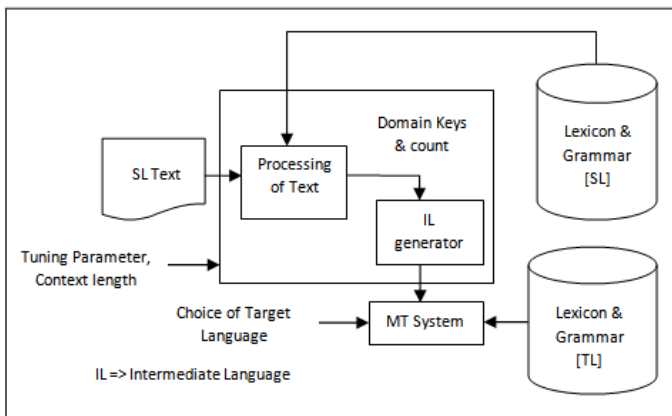 Domain Keys
& count
Lexicon &
Grammar
[SL]
SL Text
Processing
of Text
IL
generator
Tuning Parameter,
Context length
Choice of Target
Language
MT System
Lexicon &
Grammar
[TL]
IL => Intermediate Language